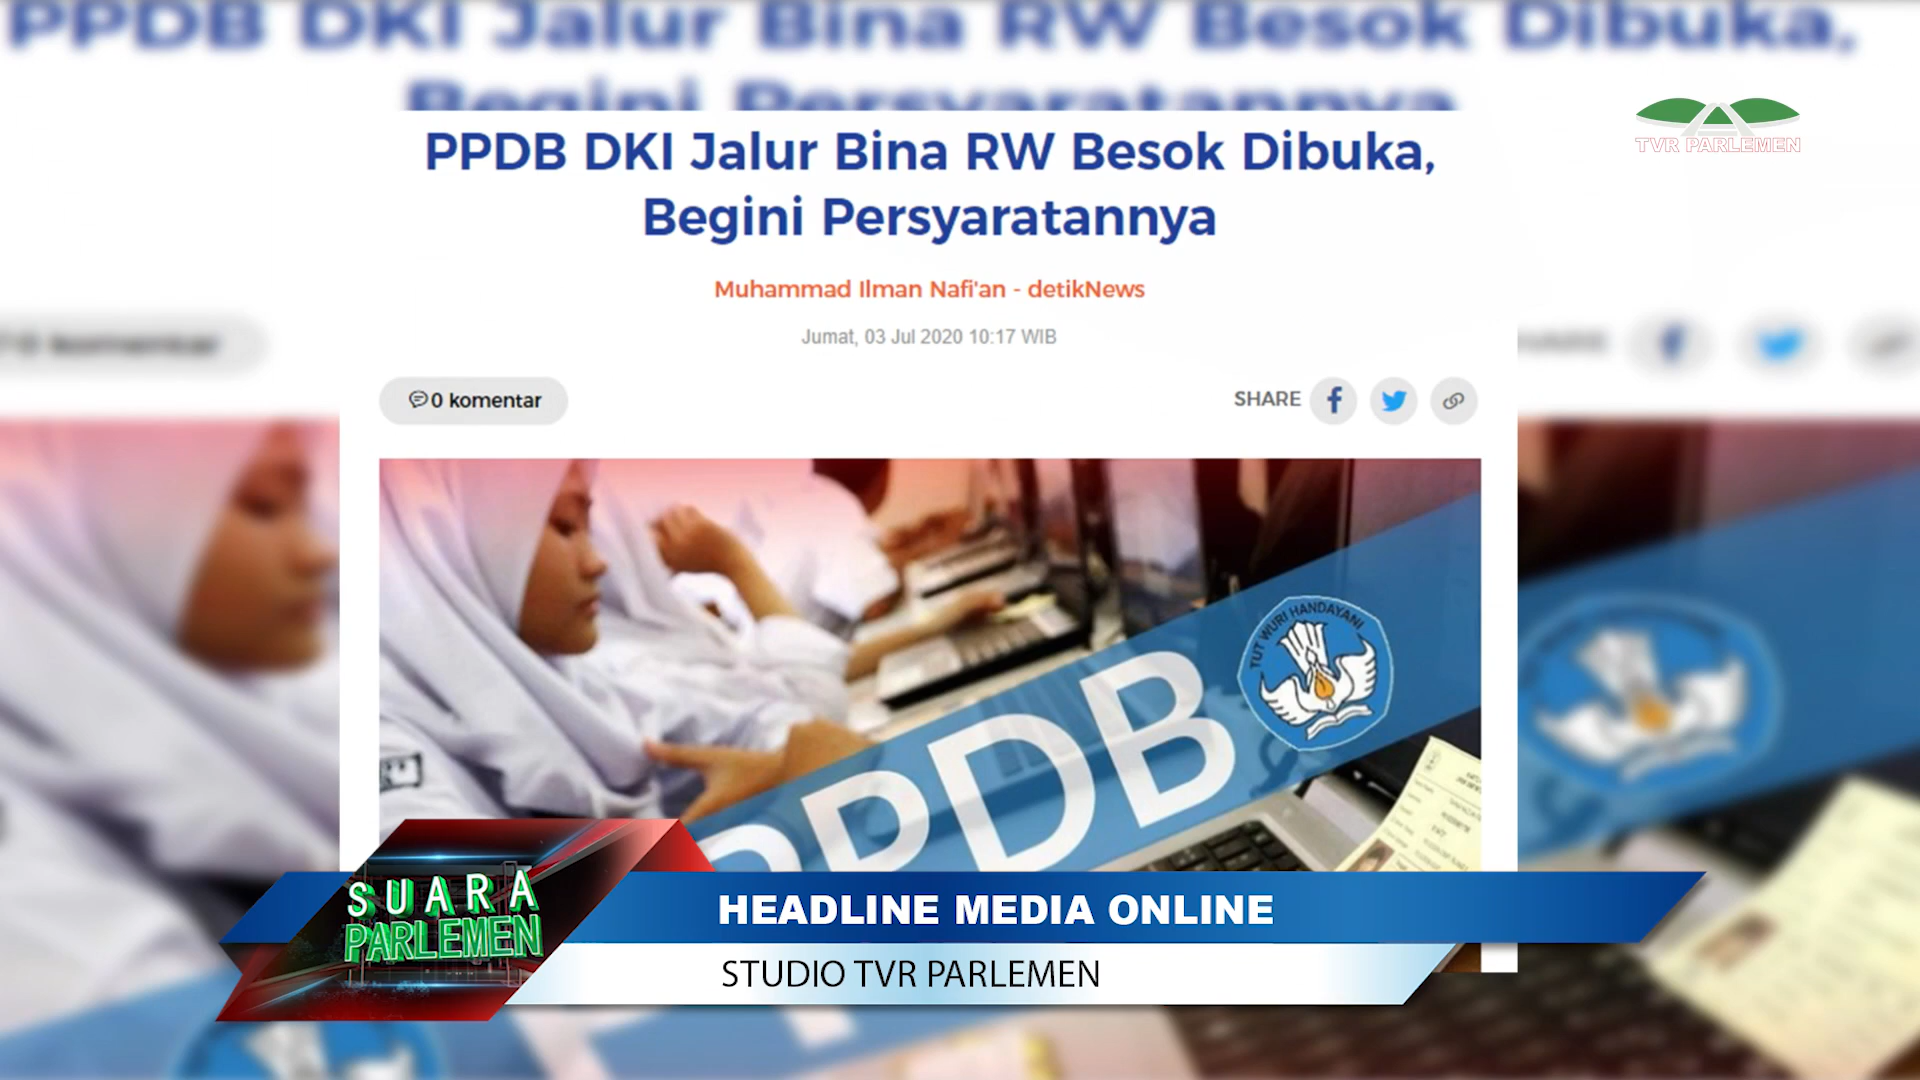 PPDB DKI Jalur Bina RW Besok Dibuka,
Begini Persyaratannya
TVR PARLEMEN
PPDB DKI Jalur Bina RW Besok Dibuka,
Begini Persyaratannya
Muhammad Ilman Nafi'an - detikNews
Jumat, 03 Jul 2020 10:17 WIB
0 komentar
SHARE
TUT WURI HANDAYANI
PPDB
SUARA
PARLEMEN
HEADLINE MEDIA ONLINE
STUDIO TVR PARLEMEN